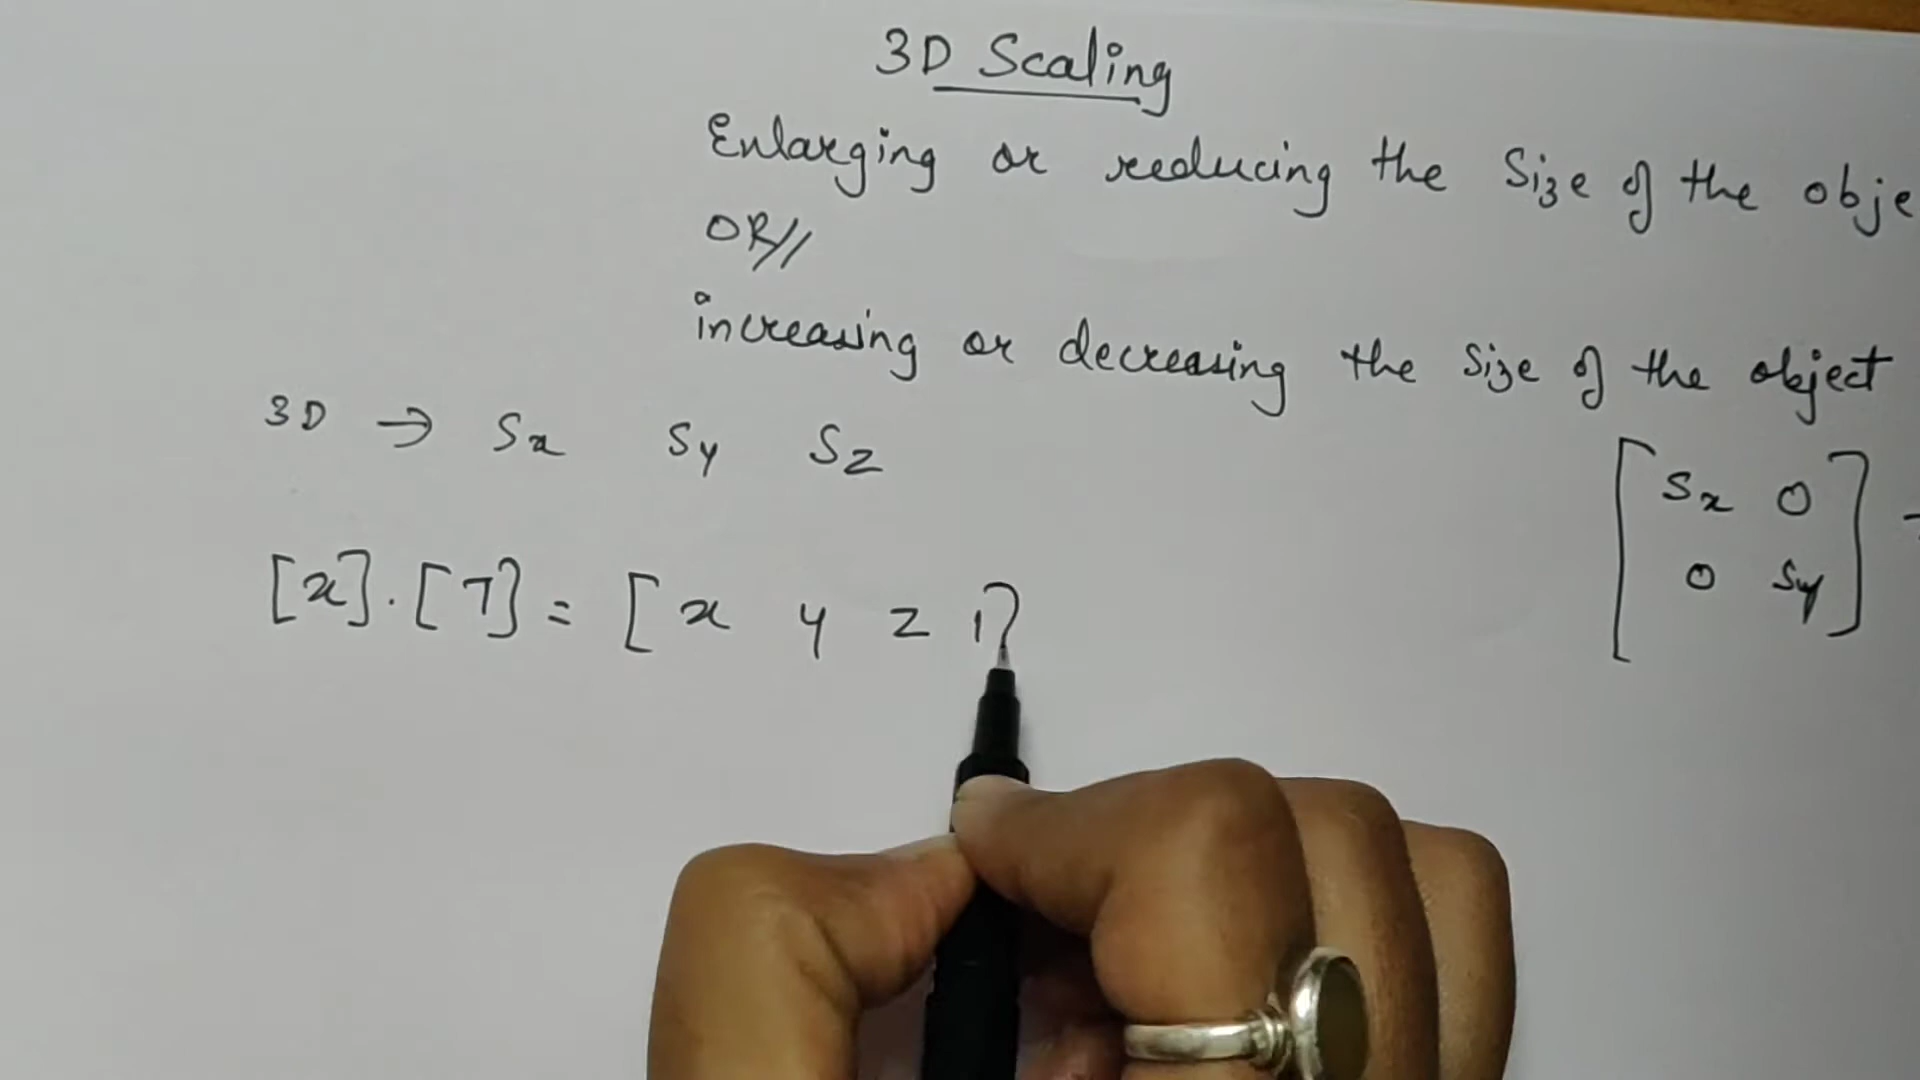 3D Scaling
Enlarging or reducing the Size of the obje
OR//
increasing or decreasing the size of the object
3D → Sx Sy Sz
[Sx 0
0 Sy]
[x].[T] = [x y z 1]